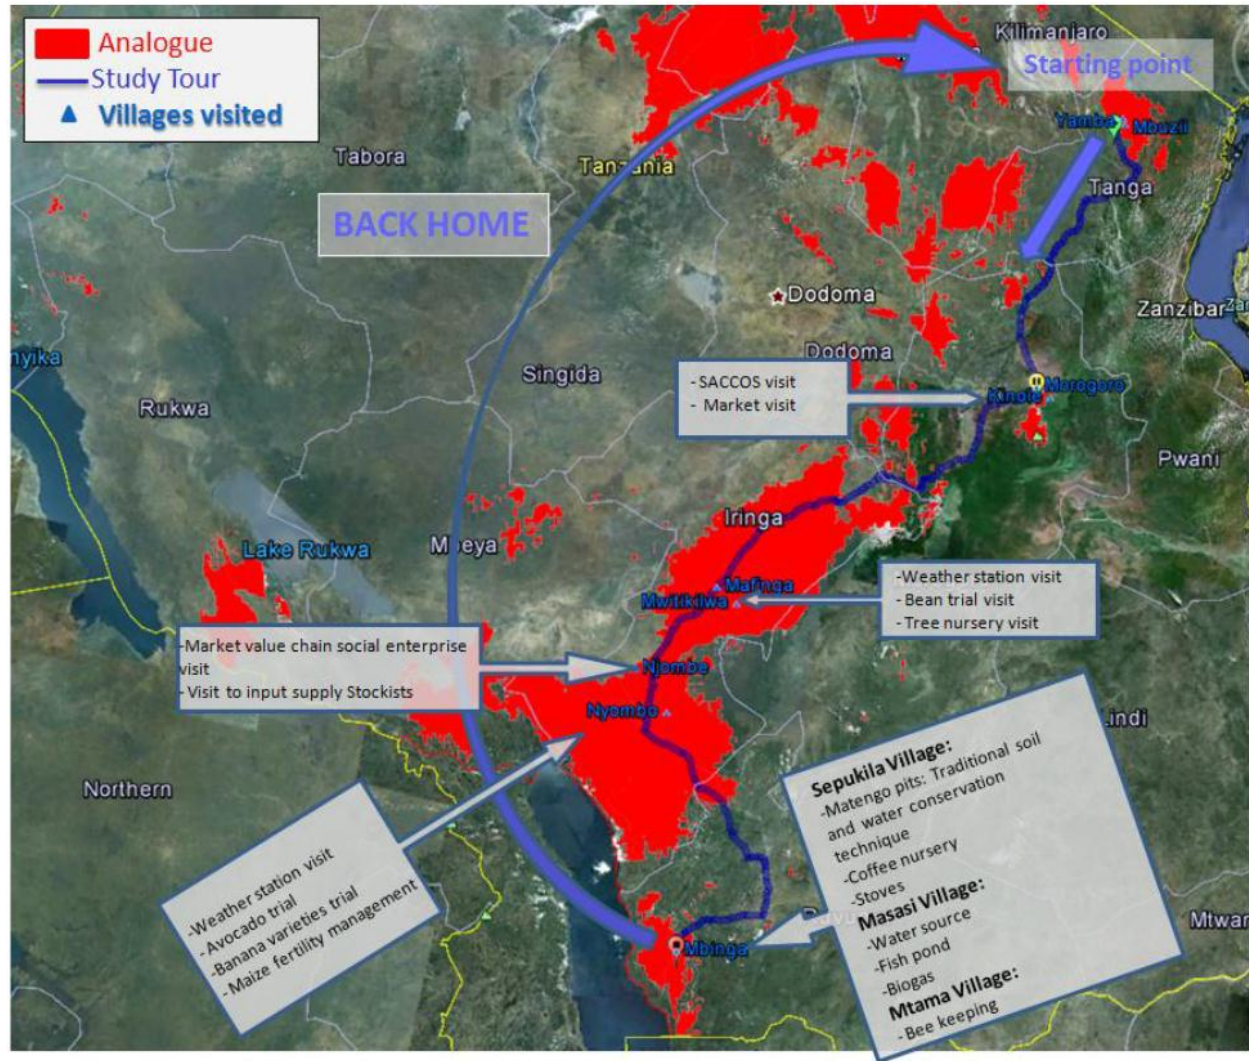 Analogue
Study Tour
Villages visited
Kilimanjaro
Starting point
Yamba
Mbuzii
Tabora
Tanzania
Tanga
BACK HOME
Dodoma
Zanzibar
Dodoma
Singida
Rukwa
- SACCOS visit
- Market visit
Kinole
Morogoro
Pwani
Iringa
Lake Rukwa
Mbeya
Mafinga
Mwitikilwa
-Weather station visit
- Bean trial visit
- Tree nursery visit
-Market value chain social enterprise
visit
- Visit to input supply Stockists
Njombe
Nyombo
Lindi
Northern
-Weather station visit
-Avocado trial
-Banana varieties trial
- Maize fertility management
Sepukila Village:
-Matengo pits: Traditional soil
and water conservation
technique
-Coffee nursery
-Stoves
Masasi Village:
-Water source
-Fish pond
-Biogas
Mtama Village:
- Bee keeping
Mbinga
Mtwar